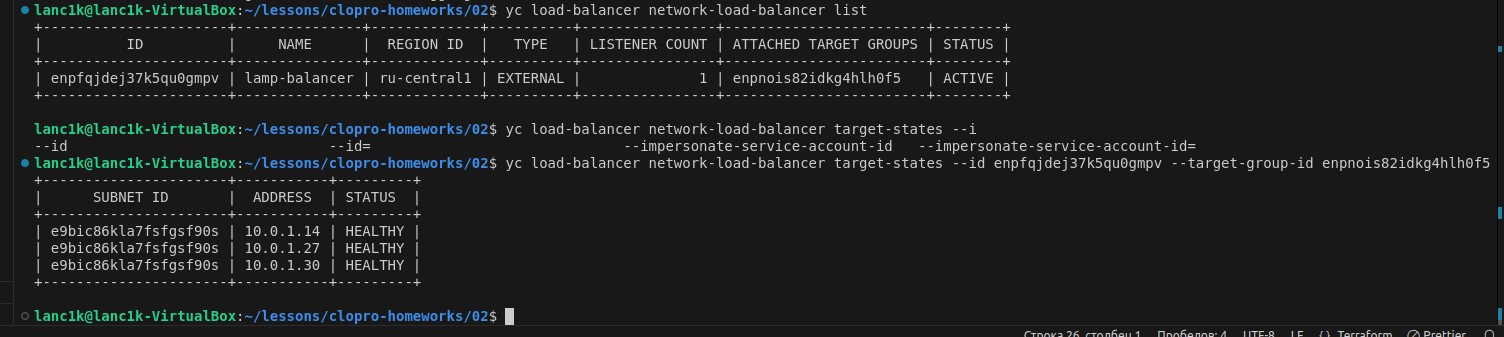 lanc1k@lanc1k-VirtualBox:~/lessons/clopro-homeworks/02$ yc load-balancer network-load-balancer list
+----------------------+---------------+-------------+----------+----------------+------------------------+--------+
|          ID          |     NAME      |  REGION ID  |   TYPE   | LISTENER COUNT | ATTACHED TARGET GROUPS | STATUS |
+----------------------+---------------+-------------+----------+----------------+------------------------+--------+
| enpfqjdej37k5qu0gmpv | lamp-balancer | ru-central1 | EXTERNAL |              1 | enpnois82idkg4hlh0f5   | ACTIVE |
+----------------------+---------------+-------------+----------+----------------+------------------------+--------+
lanc1k@lanc1k-VirtualBox:~/lessons/clopro-homeworks/02$ yc load-balancer network-load-balancer target-states --i
--id                               --id=                              --impersonate-service-account-id   --impersonate-service-account-id=
lanc1k@lanc1k-VirtualBox:~/lessons/clopro-homeworks/02$ yc load-balancer network-load-balancer target-states --id enpfqjdej37k5qu0gmpv --target-group-id enpnois82idkg4hlh0f5
+----------------------+-----------+---------+
|      SUBNET ID       |  ADDRESS  | STATUS  |
+----------------------+-----------+---------+
| e9bic86kla7fsfgsf90s | 10.0.1.14 | HEALTHY |
| e9bic86kla7fsfgsf90s | 10.0.1.27 | HEALTHY |
| e9bic86kla7fsfgsf90s | 10.0.1.30 | HEALTHY |
+----------------------+-----------+---------+
lanc1k@lanc1k-VirtualBox:~/lessons/clopro-homeworks/02$
Строка 26, столбец 1 Пробелов: 4 UTF-8 LF {} Terraform Prettier